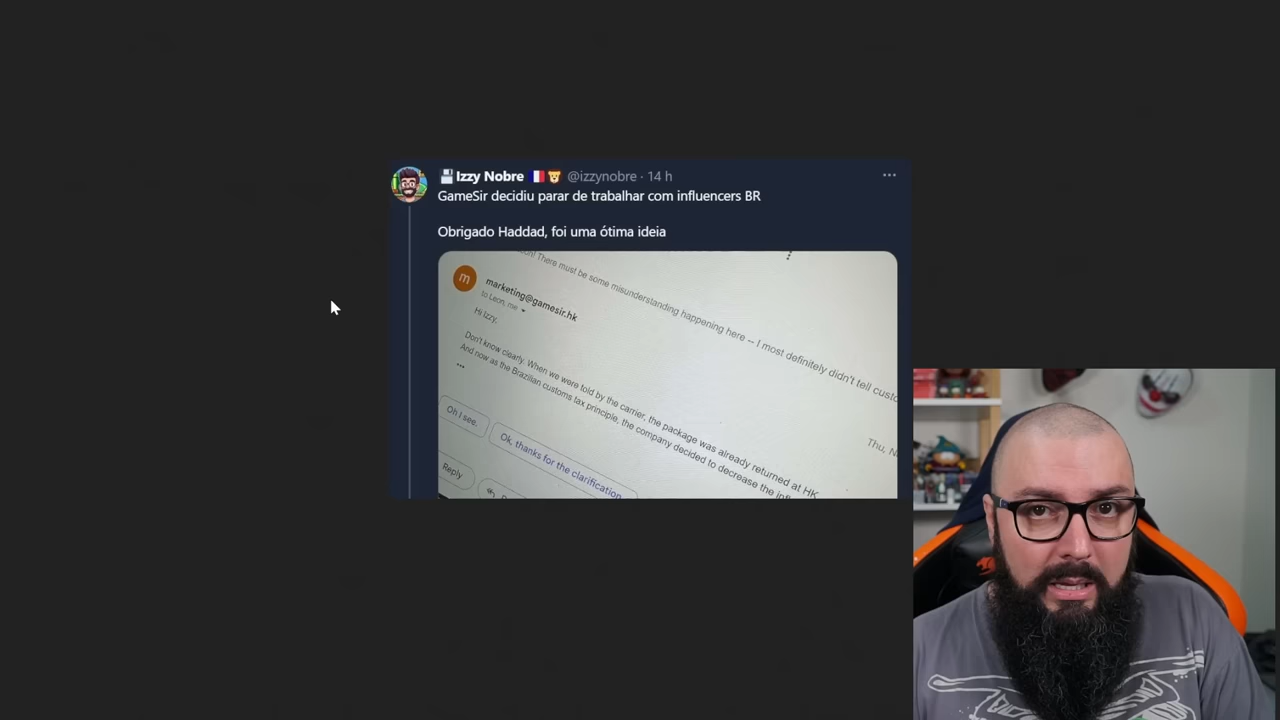 Izzy Nobre @izzynobre · 14 h
GameSir decidiu parar de trabalhar com influencers BR
Obrigado Haddad, foi uma ótima ideia
There must be some misunderstanding happening here -- I most definitely didn't tell
m
marketing@gamesir.hk
to Leon, me
Hi Izzy,
Don't know clearly. When we were told by the carrier, the package was already returned at HK
And now as the Brazilian customs tax principle, the company decided to decrease the
Thu,
Oh I see.
Ok, thanks for the clarification
Reply